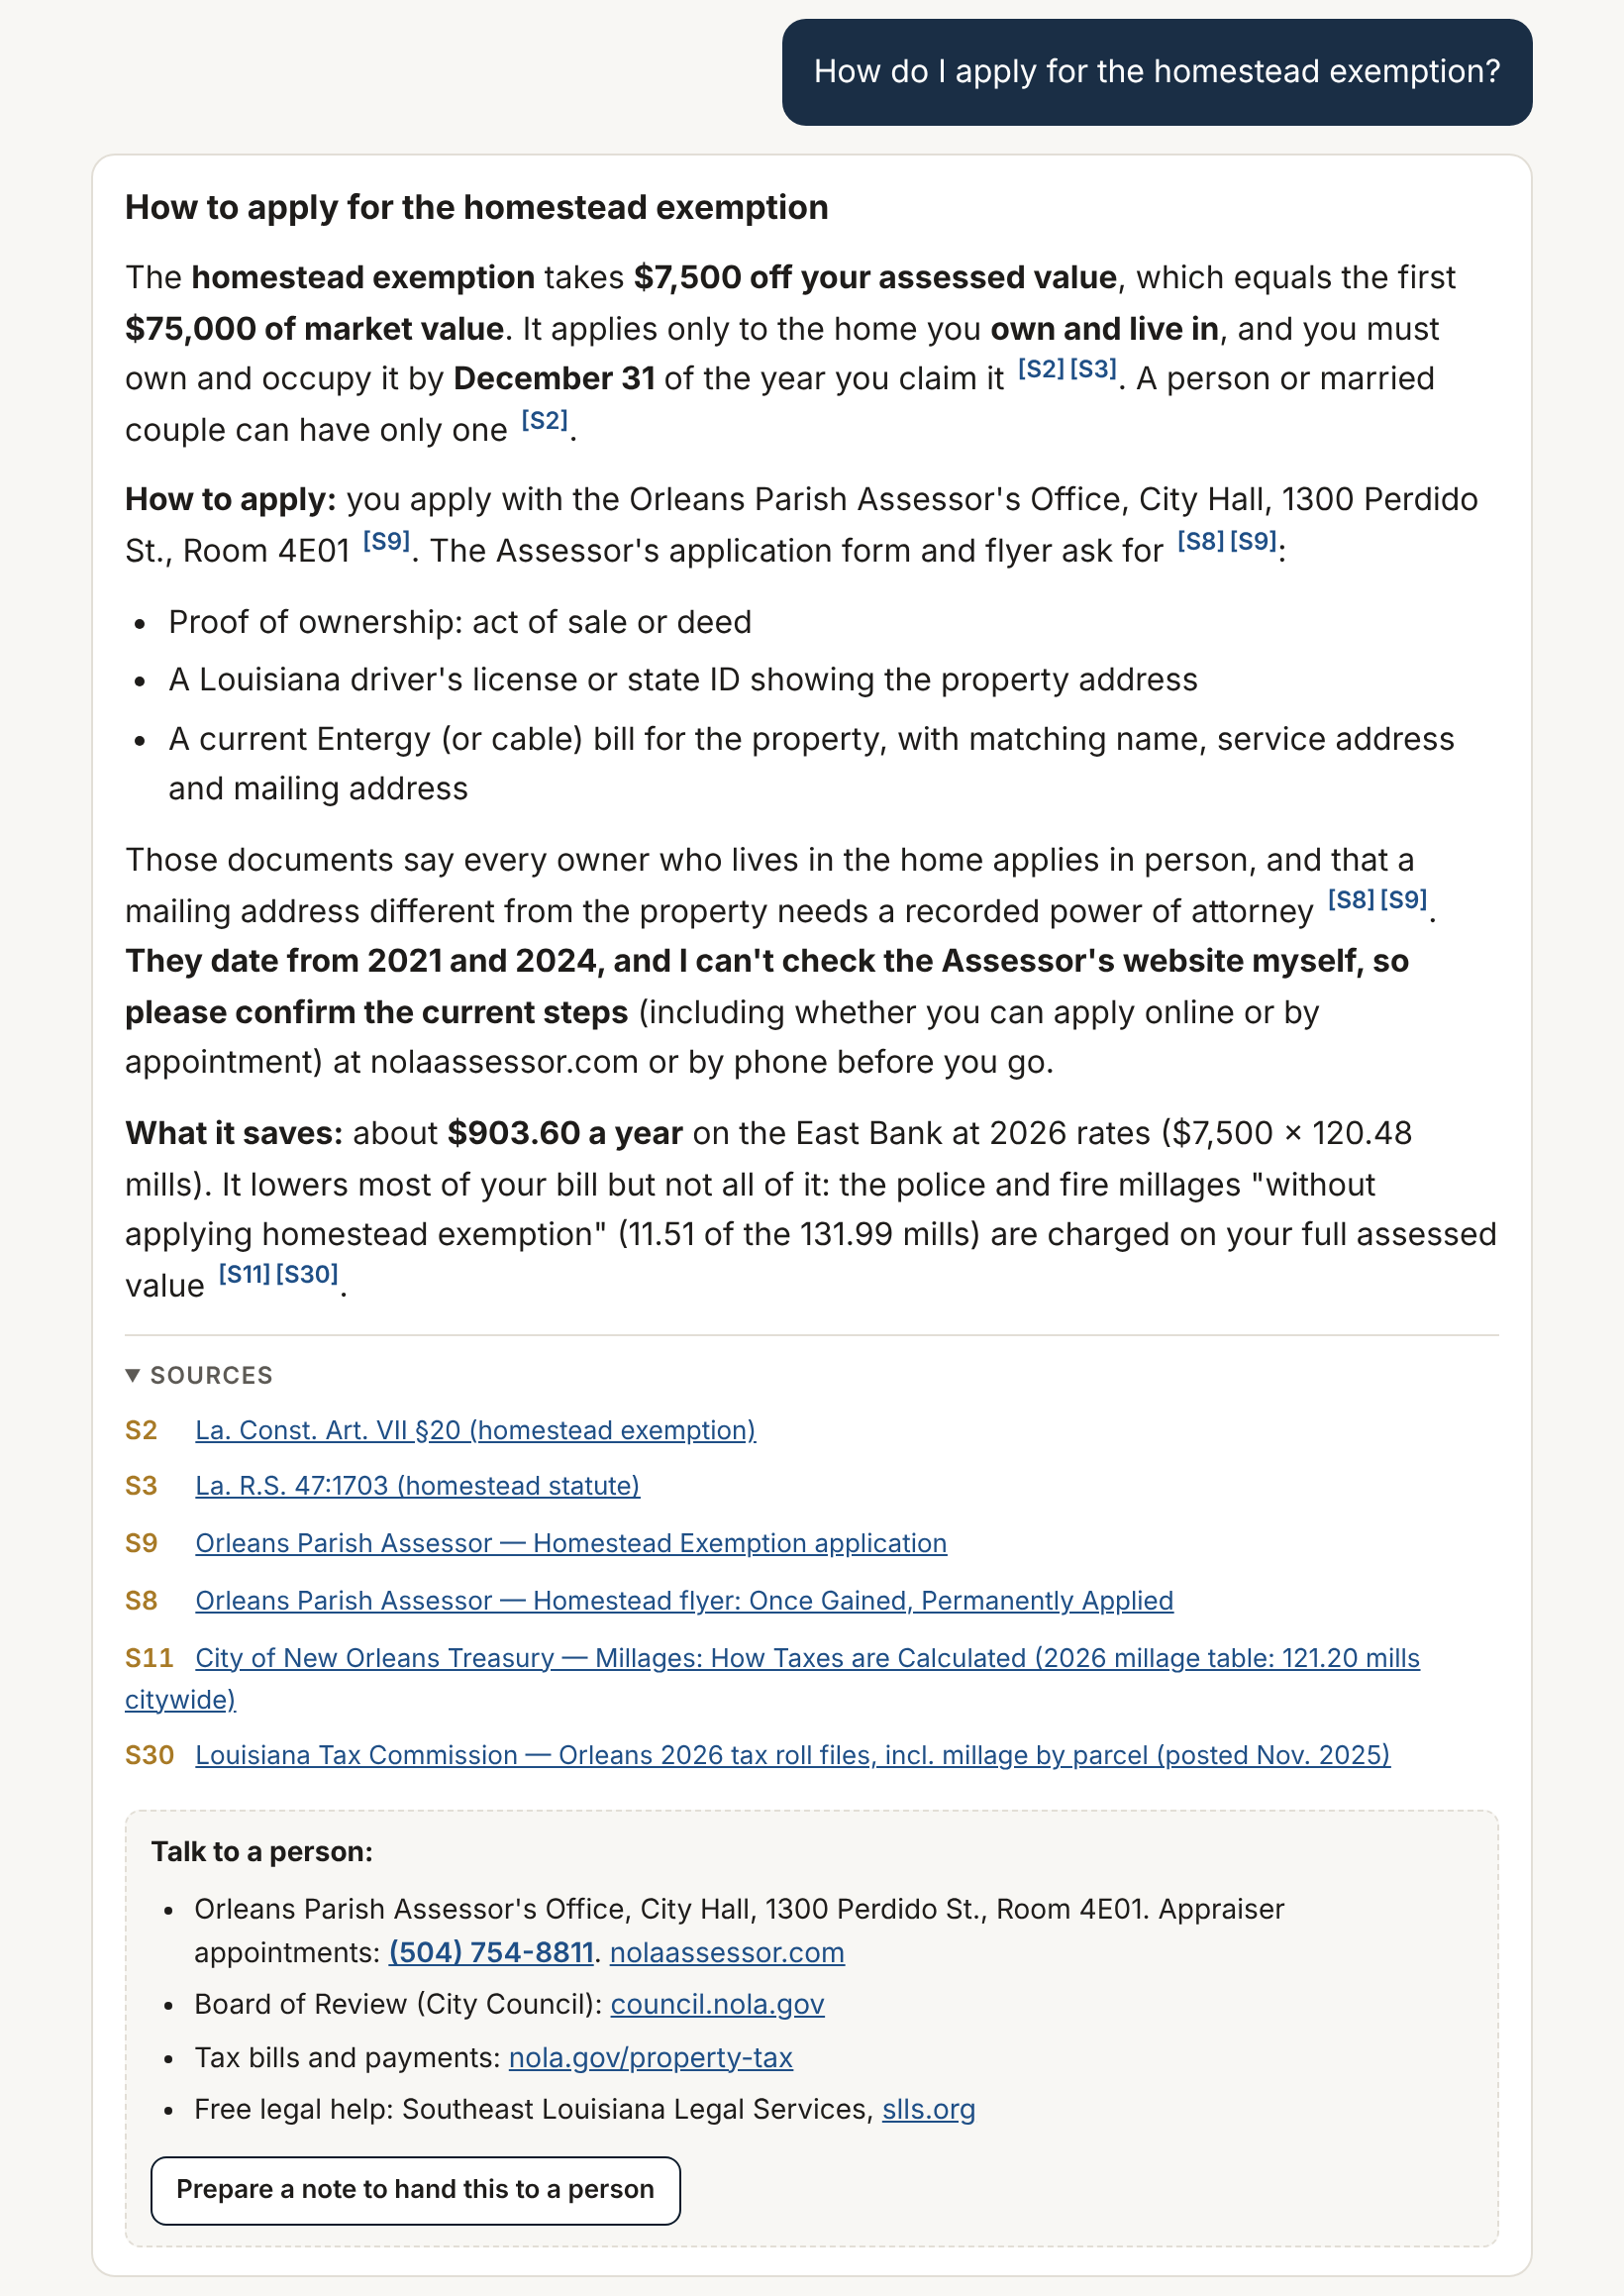 How do I apply for the homestead exemption?
How to apply for the homestead exemption
The homestead exemption takes $7,500 off your assessed value, which equals the first
$75,000 of market value. It applies only to the home you own and live in, and you must
own and occupy it by December 31 of the year you claim it [S2] [S3]. A person or married
couple can have only one [S2].
How to apply: you apply with the Orleans Parish Assessor's Office, City Hall, 1300 Perdido
St., Room 4E01 [S9]. The Assessor's application form and flyer ask for [S8] [S9]:
• Proof of ownership: act of sale or deed
• A Louisiana driver's license or state ID showing the property address
• A current Entergy (or cable) bill for the property, with matching name, service address
and mailing address
Those documents say every owner who lives in the home applies in person, and that a
mailing address different from the property needs a recorded power of attorney [S8] [S9].
They date from 2021 and 2024, and I can't check the Assessor's website myself, so
please confirm the current steps (including whether you can apply online or by
appointment) at nolaassessor.com or by phone before you go.
What it saves: about $903.60 a year on the East Bank at 2026 rates ($7,500 × 120.48
mills). It lowers most of your bill but not all of it: the police and fire millages "without
applying homestead exemption" (11.51 of the 131.99 mills) are charged on your full assessed
value [S11] [S30].
▼ SOURCES
S2 La. Const. Art. VII §20 (homestead exemption)
S3 La. R.S. 47:1703 (homestead statute)
S9 Orleans Parish Assessor — Homestead Exemption application
S8 Orleans Parish Assessor — Homestead flyer: Once Gained, Permanently Applied
S11 City of New Orleans Treasury — Millages: How Taxes are Calculated (2026 millage table: 121.20 mills
citywide)
S30 Louisiana Tax Commission — Orleans 2026 tax roll files, incl. millage by parcel (posted Nov. 2025)
Talk to a person:
• Orleans Parish Assessor's Office, City Hall, 1300 Perdido St., Room 4E01. Appraiser
appointments: (504) 754-8811. nolaassessor.com
• Board of Review (City Council): council.nola.gov
• Tax bills and payments: nola.gov/property-tax
• Free legal help: Southeast Louisiana Legal Services, slls.org
Prepare a note to hand this to a person